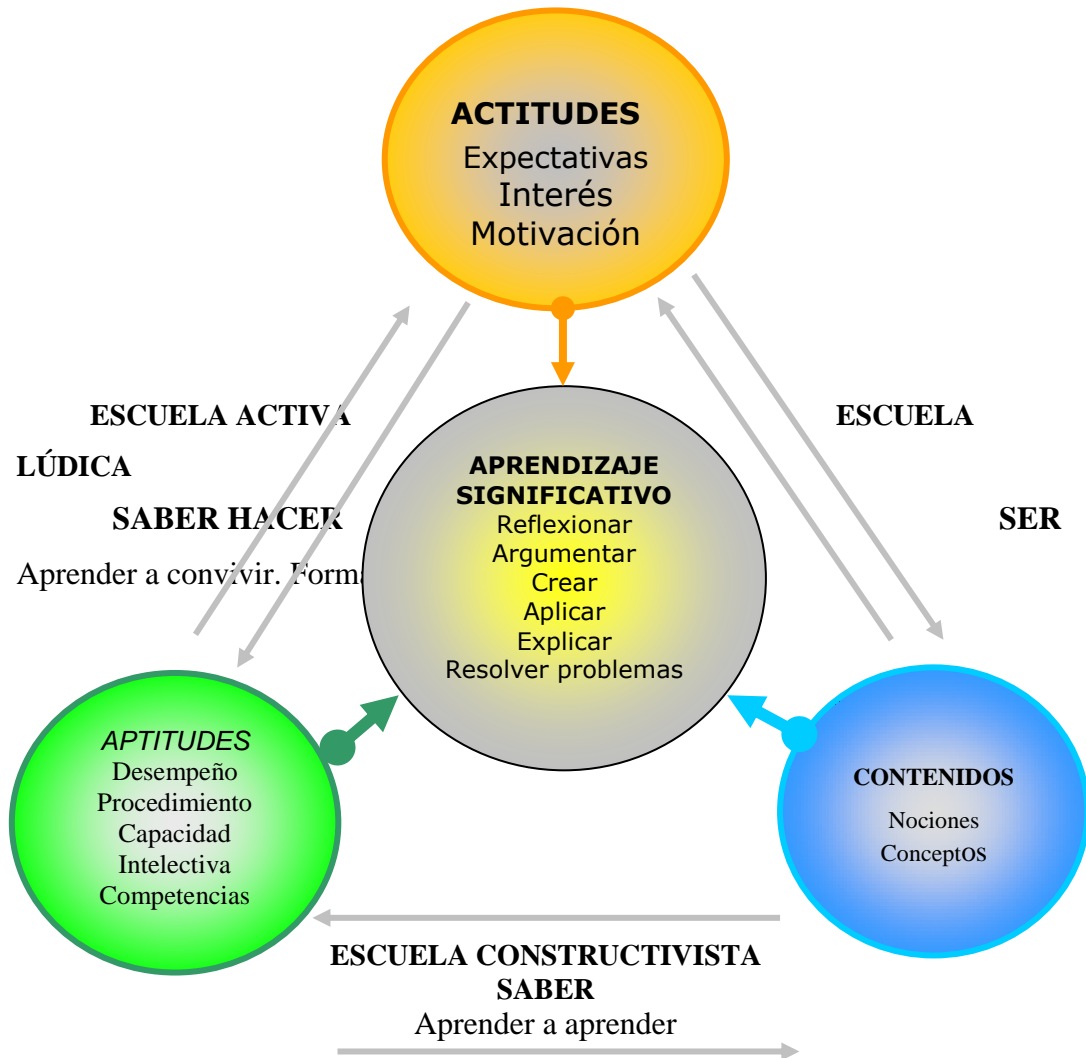 ACTITUDES
Expectativas
Interés
Motivación
ESCUELA ACTIVA
ESCUELA
LÚDICA
SABER HACER
SER
Aprender a convivir.
APRENDIZAJE
SIGNIFICATIVO
Reflexionar
Argumentar
Crear
Aplicar
Explicar
Resolver problemas
APTITUDES
Desempeño
Procedimiento
Capacidad
Intelectiva
Competencias
CONTENIDOS
Nociones
ConceptOS
ESCUELA CONSTRUCTIVISTA
SABER
Aprender a aprender